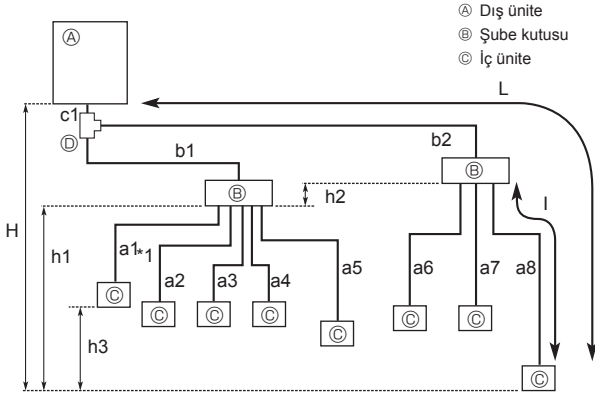 Ⓐ Dış ünite
Ⓑ Şube kutusu
Ⓒ İç ünite
Ⓐ
L
c1
Ⓓ
b1
b2
Ⓑ
Ⓑ
h2
H
h1
a1*1
a2
a3
a4
a5
a6
a7
a8
l
Ⓒ
Ⓒ
Ⓒ
Ⓒ
Ⓒ
Ⓒ
Ⓒ
Ⓒ
h3